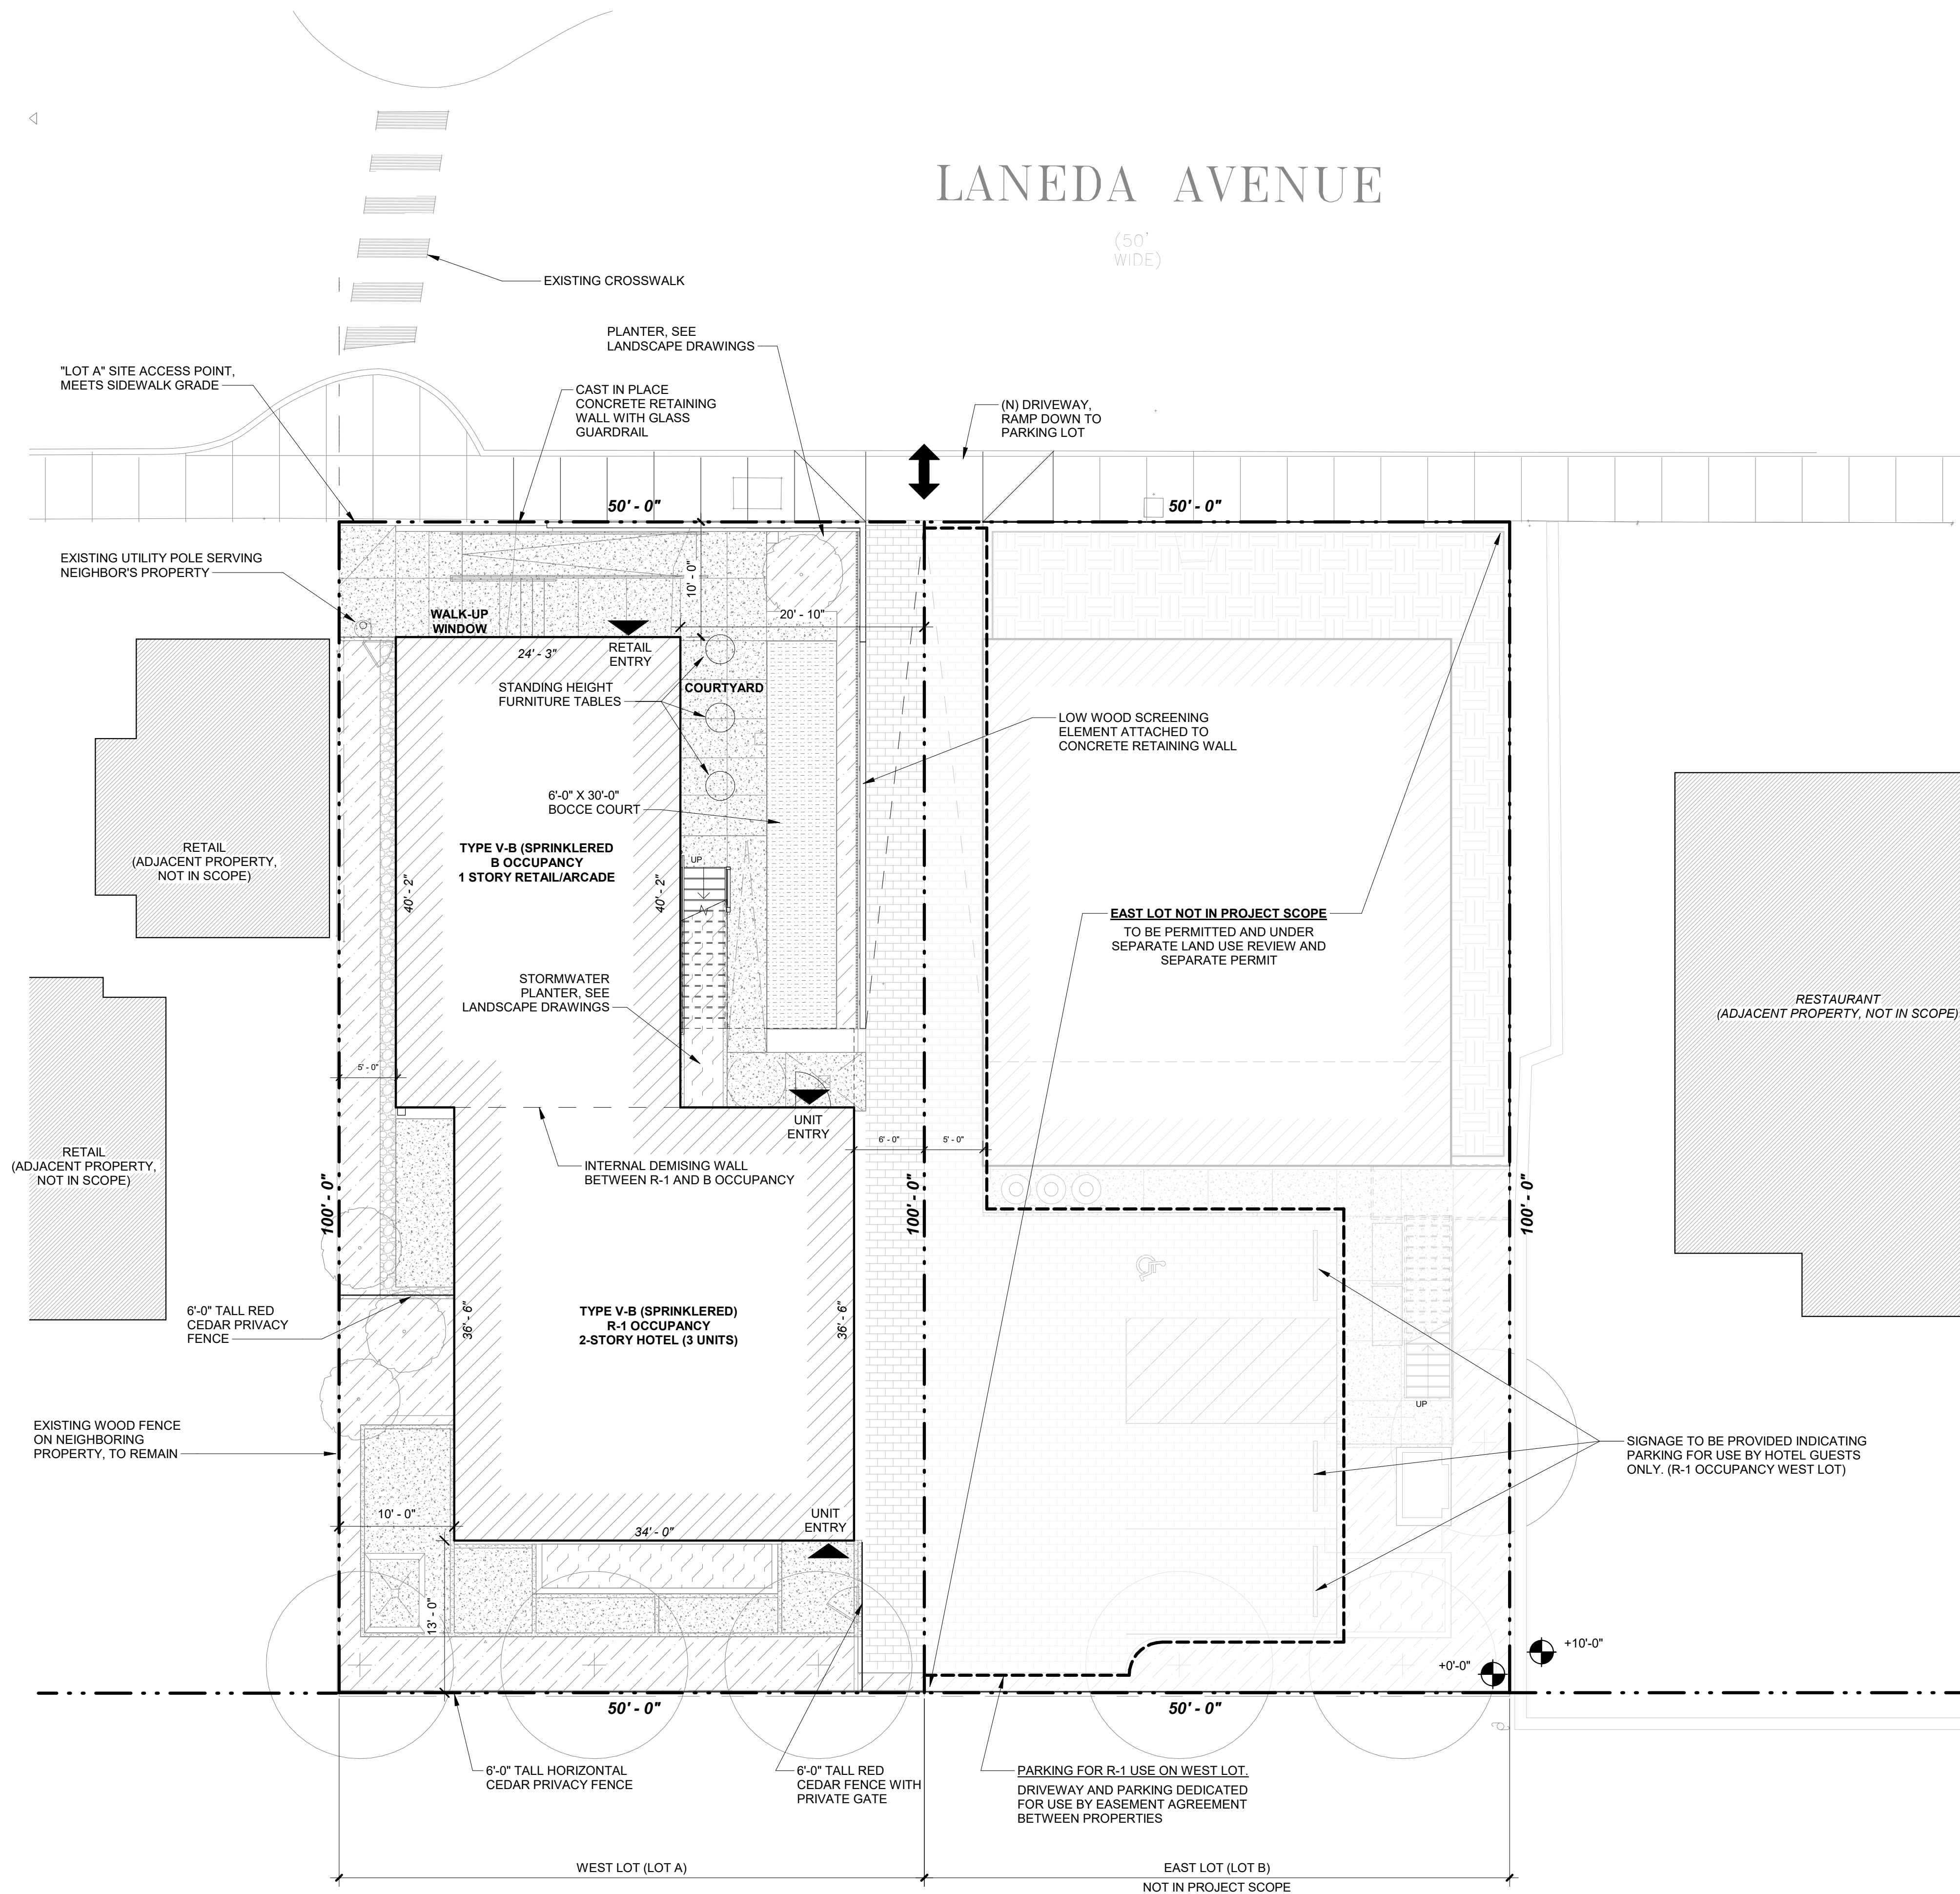 LANEDA AVENUE
(50'
WIDE)
EXISTING CROSSWALK
PLANTER, SEE
LANDSCAPE DRAWINGS
"LOT A" SITE ACCESS POINT,
MEETS SIDEWALK GRADE
CAST IN PLACE
CONCRETE RETAINING
WALL WITH GLASS
GUARDRAIL
(N) DRIVEWAY,
RAMP DOWN TO
PARKING LOT
50' - 0"
50' - 0"
EXISTING UTILITY POLE SERVING
NEIGHBOR'S PROPERTY
10' - 0"
WALK-UP
WINDOW
20' - 10"
RETAIL
ENTRY
24' - 3"
STANDING HEIGHT
FURNITURE TABLES
COURTYARD
LOW WOOD SCREENING
ELEMENT ATTACHED TO
CONCRETE RETAINING WALL
6'-0" X 30'-0"
BOCCE COURT
RETAIL
(ADJACENT PROPERTY,
NOT IN SCOPE)
TYPE V-B (SPRINKLERED
B OCCUPANCY
1 STORY RETAIL/ARCADE
UP
40' - 2"
40' - 2"
EAST LOT NOT IN PROJECT SCOPE
TO BE PERMITTED AND UNDER
SEPARATE LAND USE REVIEW AND
SEPARATE PERMIT
STORMWATER
PLANTER, SEE
LANDSCAPE DRAWINGS
RESTAURANT
(ADJACENT PROPERTY, NOT IN SCOPE)
5' - 0"
UNIT
ENTRY
6' - 0"
5' - 0"
RETAIL
(ADJACENT PROPERTY,
NOT IN SCOPE)
INTERNAL DEMISING WALL
BETWEEN R-1 AND B OCCUPANCY
100' - 0"
100' - 0"
100' - 0"
6'-0" TALL RED
CEDAR PRIVACY
FENCE
36' - 6"
TYPE V-B (SPRINKLERED)
R-1 OCCUPANCY
2-STORY HOTEL (3 UNITS)
36' - 6"
UP
EXISTING WOOD FENCE
ON NEIGHBORING
PROPERTY, TO REMAIN
SIGNAGE TO BE PROVIDED INDICATING
PARKING FOR USE BY HOTEL GUESTS
ONLY. (R-1 OCCUPANCY WEST LOT)
10' - 0"
34' - 0"
UNIT
ENTRY
13' - 0"
+10'-0"
+0'-0"
50' - 0"
50' - 0"
6'-0" TALL HORIZONTAL
CEDAR PRIVACY FENCE
6'-0" TALL RED
CEDAR FENCE WITH
PRIVATE GATE
PARKING FOR R-1 USE ON WEST LOT.
DRIVEWAY AND PARKING DEDICATED
FOR USE BY EASEMENT AGREEMENT
BETWEEN PROPERTIES
WEST LOT (LOT A)
EAST LOT (LOT B)
NOT IN PROJECT SCOPE